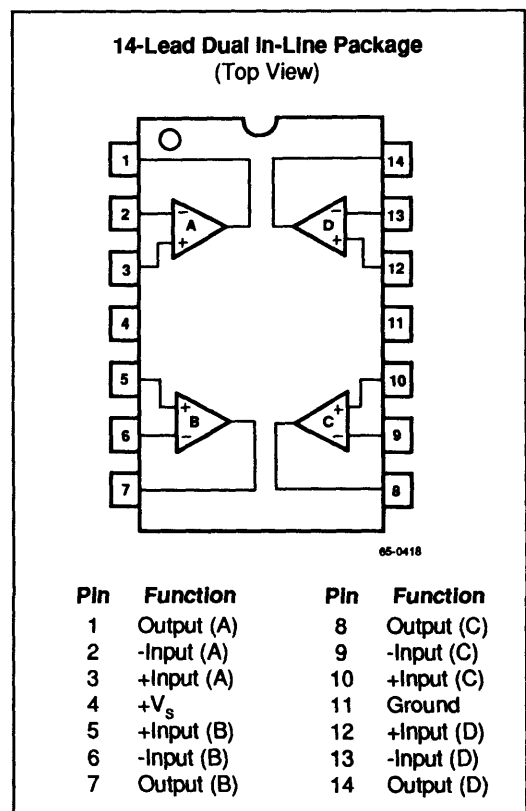 14-Lead Dual In-Line Package
(Top View)
1
14
2
− A
D −
13
+
+
3
12
4
11
5
10
+ B
C +
−
−
6
9
7
8
65-0418
Pin Function Pin Function
1 Output (A) 8 Output (C)
2 -Input (A) 9 -Input (C)
3 +Input (A) 10 +Input (C)
4 +Vs 11 Ground
5 +Input (B) 12 +Input (D)
6 -Input (B) 13 -Input (D)
7 Output (B) 14 Output (D)